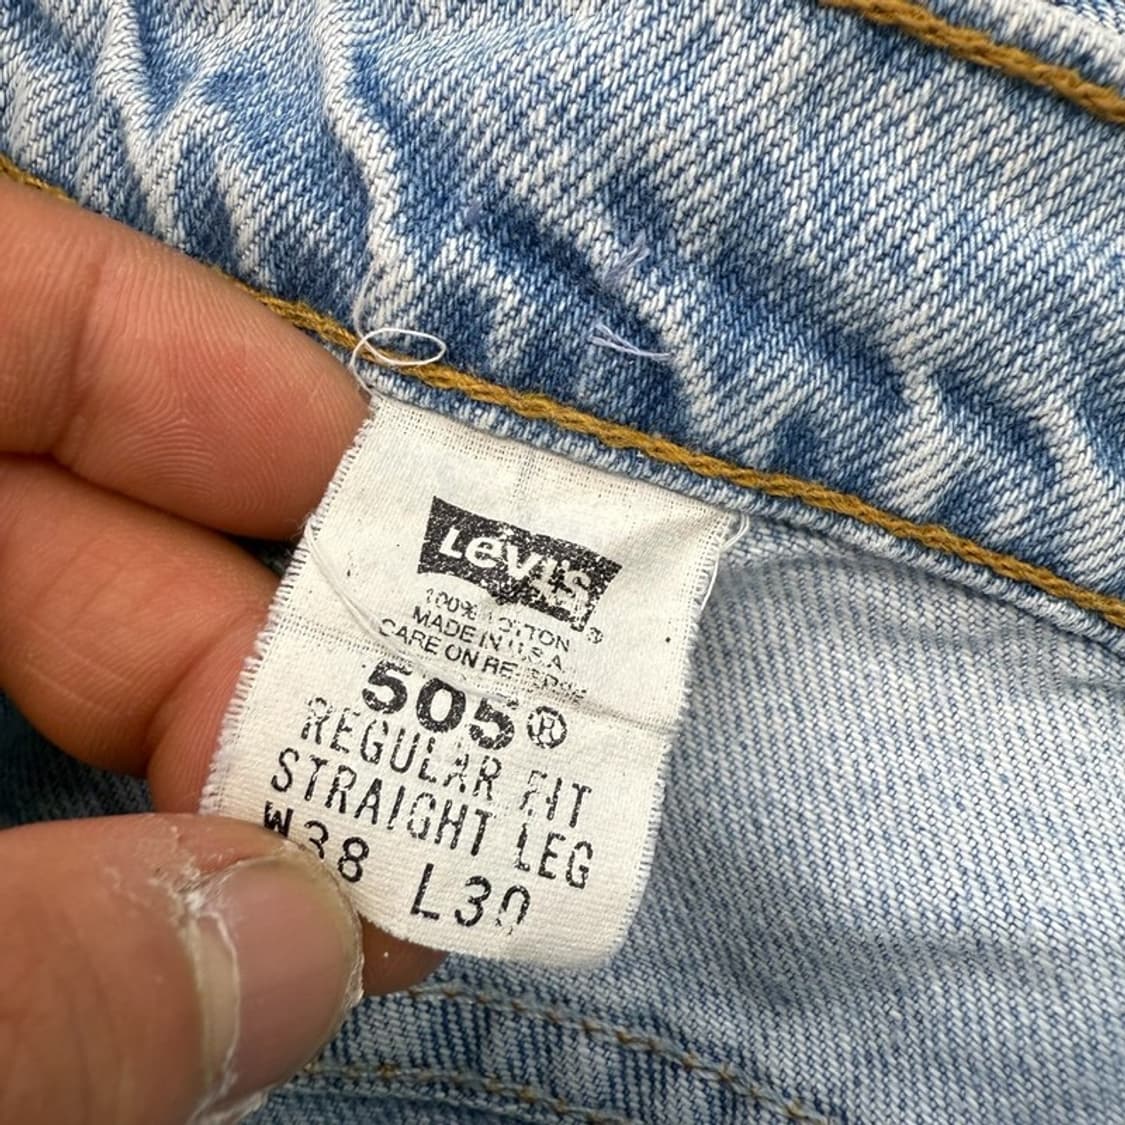 Levi's®
100% COTTON
MADE IN U.S.A.
CARE ON REVERSE
505®
REGULAR FIT
STRAIGHT LEG
W38 L30